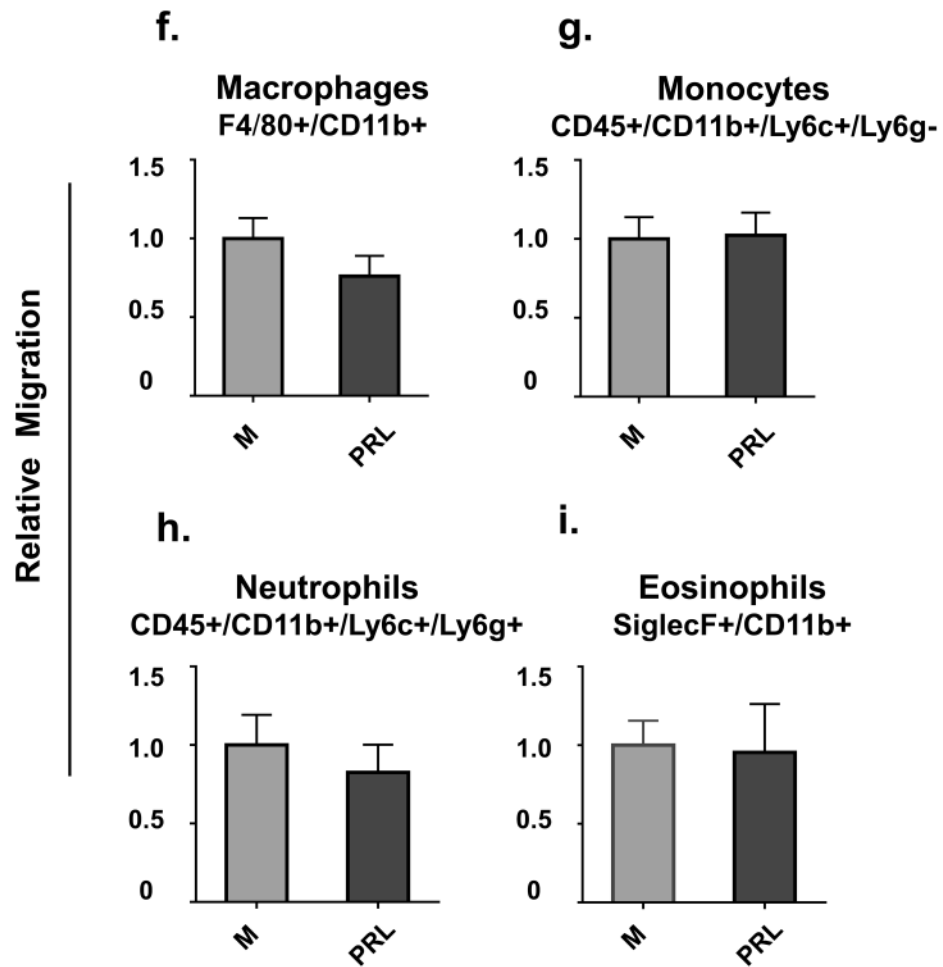 f.
Macrophages
F4/80+/CD11b+
1.5
1.0
0.5
0
M
PRL
g.
Monocytes
CD45+/CD11b+/Ly6c+/Ly6g-
1.5
1.0
0.5
0
M
PRL
Relative Migration
h.
Neutrophils
CD45+/CD11b+/Ly6c+/Ly6g+
1.5
1.0
0.5
0
M
PRL
i.
Eosinophils
SiglecF+/CD11b+
1.5
1.0
0.5
0
M
PRL